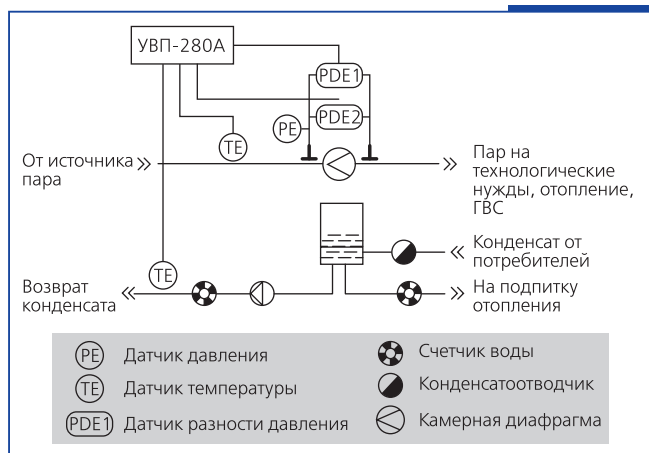 УВП-280А
PDE1
PDE2
PE
TE
От источника
пара
Пар на
технологические
нужды, отопление,
ГВС
Конденсат от
потребителей
TE
Возврат
конденсата
На подпитку
отопления
PE Датчик давления
TE Датчик температуры
PDE1 Датчик разности давления
Счетчик воды
Конденсатоотводчик
Камерная диафрагма